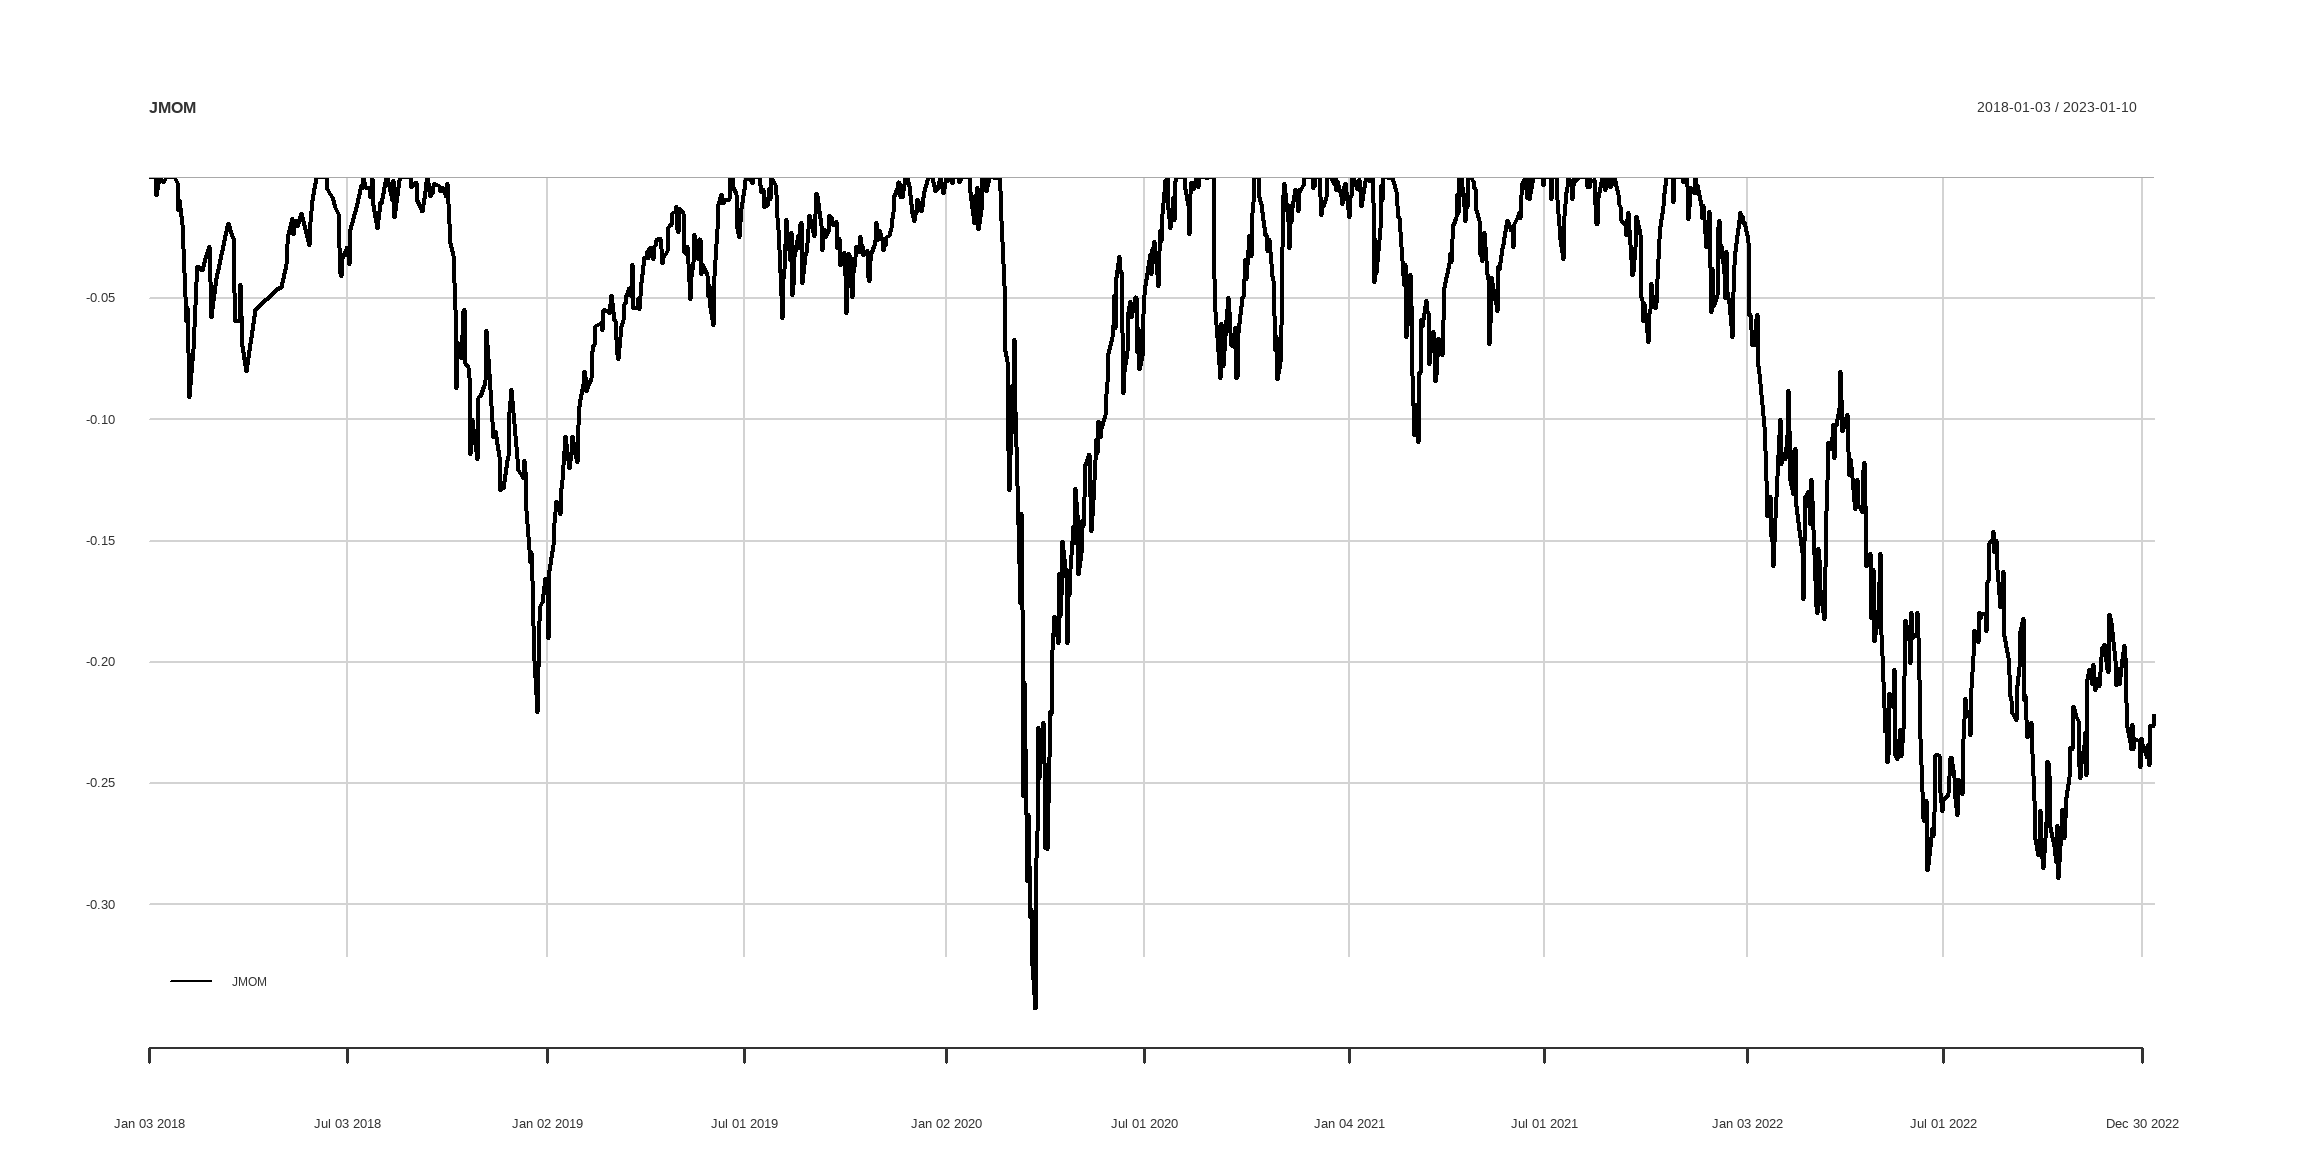 JMOM
2018-01-03 / 2023-01-10
-0.05
-0.10
-0.15
-0.20
-0.25
-0.30
JMOM
Jan 03 2018
Jul 03 2018
Jan 02 2019
Jul 01 2019
Jan 02 2020
Jul 01 2020
Jan 04 2021
Jul 01 2021
Jan 03 2022
Jul 01 2022
Dec 30 2022